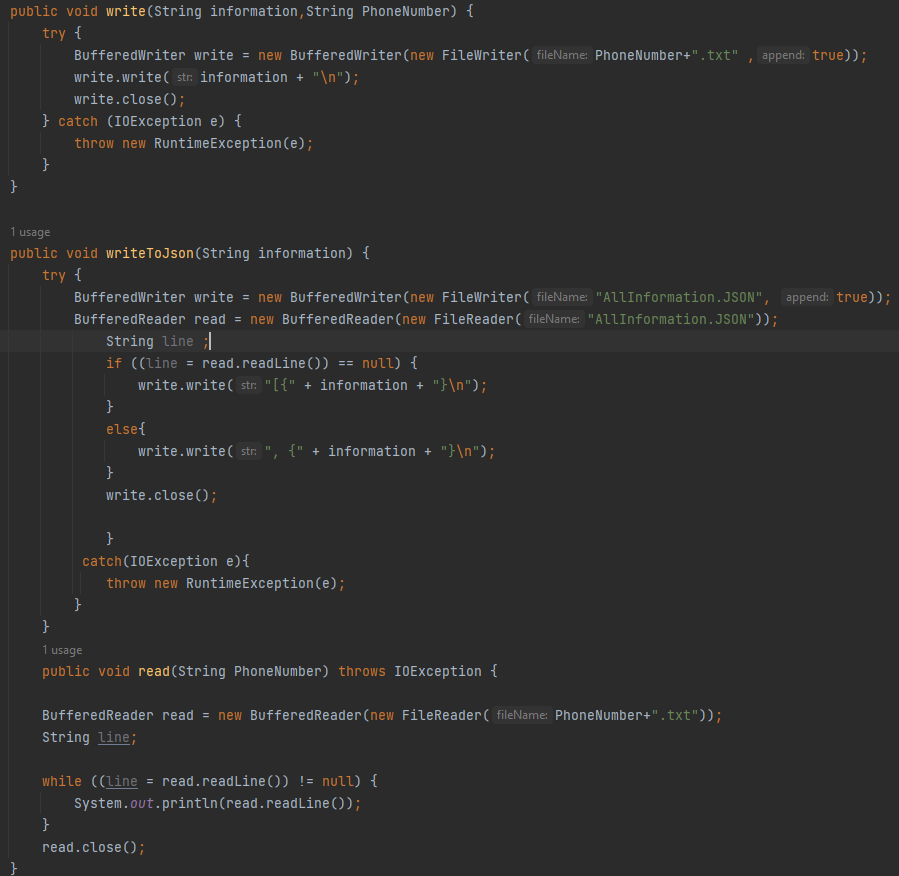 public void write(String information,String PhoneNumber) {
try {
BufferedWriter write = new BufferedWriter(new FileWriter( fileName: PhoneNumber+".txt" , append: true));
write.write( str: information + "\n");
write.close();
} catch (IOException e) {
throw new RuntimeException(e);
}
}
1 usage
public void writeToJson(String information) {
try {
BufferedWriter write = new BufferedWriter(new FileWriter( fileName: "AllInformation.JSON", append: true));
BufferedReader read = new BufferedReader(new FileReader( fileName: "AllInformation.JSON"));
String line ;
if ((line = read.readLine()) == null) {
write.write( str: "[{" + information + "}\n");
}
else{
write.write( str: ", {" + information + "}\n");
}
write.close();
}
catch(IOException e){
throw new RuntimeException(e);
}
}
1 usage
public void read(String PhoneNumber) throws IOException {
BufferedReader read = new BufferedReader(new FileReader( fileName: PhoneNumber+".txt"));
String line;
while ((line = read.readLine()) != null) {
System.out.println(read.readLine());
}
read.close();
}